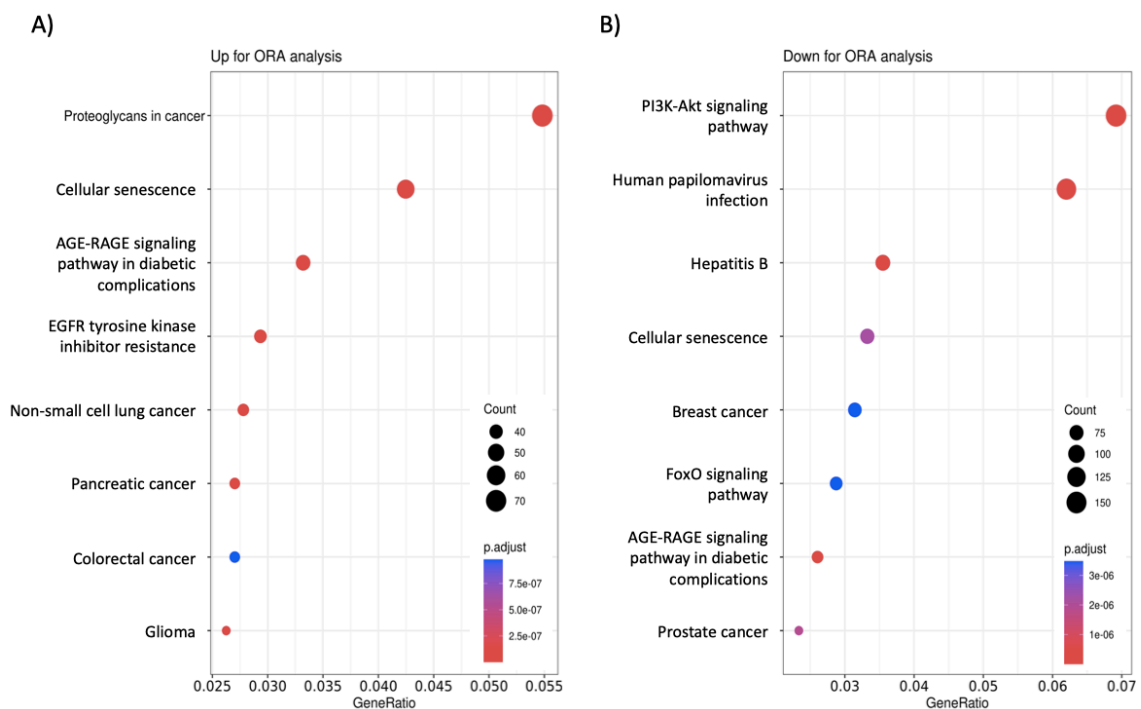 A)
Up for ORA analysis
Proteoglycans in cancer
Cellular senescence
AGE-RAGE signaling
pathway in diabetic
complications
EGFR tyrosine kinase
inhibitor resistance
Non-small cell lung cancer
Pancreatic cancer
Colorectal cancer
Glioma
Count
40
50
60
70
p.adjust
7.5e-07
5.0e-07
2.5e-07
0.025 0.030 0.035 0.040 0.045 0.050 0.055
GeneRatio
B)
Down for ORA analysis
PI3K-Akt signaling
pathway
Human papilomavirus
infection
Hepatitis B
Cellular senescence
Breast cancer
FoxO signaling
pathway
AGE-RAGE signaling
pathway in diabetic
complications
Prostate cancer
Count
75
100
125
150
p.adjust
3e-06
2e-06
1e-06
0.03 0.04 0.05 0.06 0.07
GeneRatio